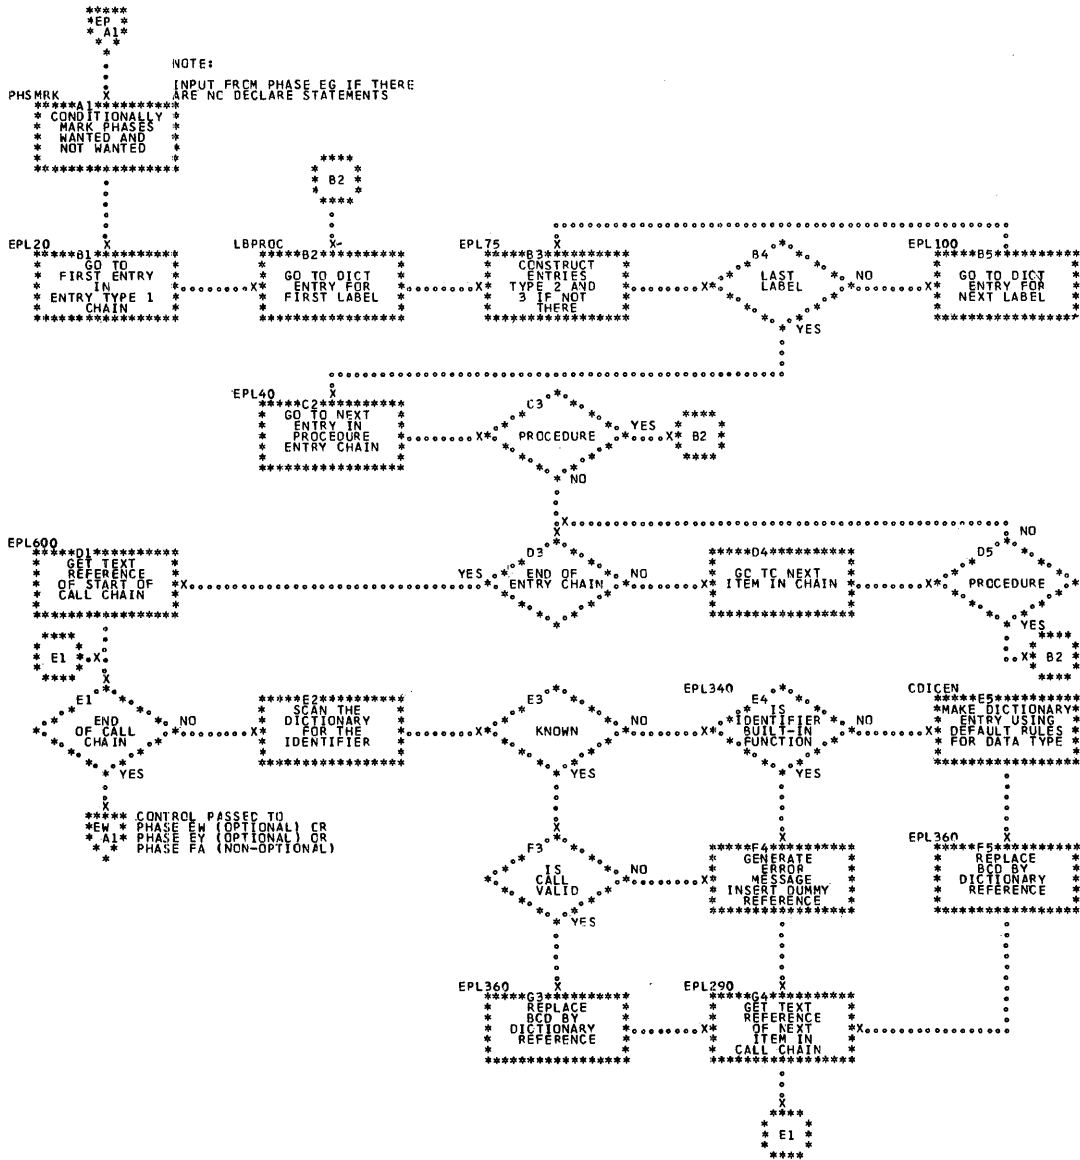 EP
A1
NOTE:
INPUT FRCM PHASE EG IF THERE
ARE NC DECLARE STATEMENTS
PHSMRK
A1
CONDITIONALLY
MARK PHASES
WANTED AND
NOT WANTED
B2
EPL20
B1
GO TO
FIRST ENTRY
IN
ENTRY TYPE 1
CHAIN
LBPROC
B2
GO TO DICT
ENTRY FOR
FIRST LABEL
EPL75
B3
CONSTRUCT
ENTRIES
TYPE 2 AND
3 IF NOT
THERE
B4
LAST
LABEL
NO
YES
EPL100
B5
GO TO DICT
ENTRY FOR
NEXT LABEL
EPL40
C2
GO TO NEXT
ENTRY IN
PROCEDURE
ENTRY CHAIN
C3
PROCEDURE
YES
B2
NO
EPL600
D1
GET TEXT
REFERENCE
OF START OF
CALL CHAIN
YES
D3
END OF
ENTRY CHAIN
NO
D4
GC TC NEXT
ITEM IN CHAIN
NO
D5
PROCEDURE
YES
B2
E1
E1
END
OF CALL
CHAIN
NO
YES
E2
SCAN THE
DICTIONARY
FOR THE
IDENTIFIER
E3
KNOWN
NO
YES
EPL340
E4
IS
IDENTIFIER
BUILT-IN
FUNCTION
NO
YES
CDICEN
E5
MAKE DICTIONARY
ENTRY USING
DEFAULT RULES
FOR DATA TYPE
EW
A1
CONTROL PASSED TO
PHASE EW (OPTIONAL) CR
PHASE EY (OPTIONAL) OR
PHASE FA (NON-OPTIONAL)
F3
IS
CALL
VALID
NO
YES
F4
GENERATE
ERROR
MESSAGE
INSERT DUMMY
REFERENCE
EPL360
F5
REPLACE
BCD BY
DICTIONARY
REFERENCE
EPL360
G3
REPLACE
BCD BY
DICTIONARY
REFERENCE
EPL290
G4
GET TEXT
REFERENCE
OF NEXT
ITEM IN
CALL CHAIN
E1